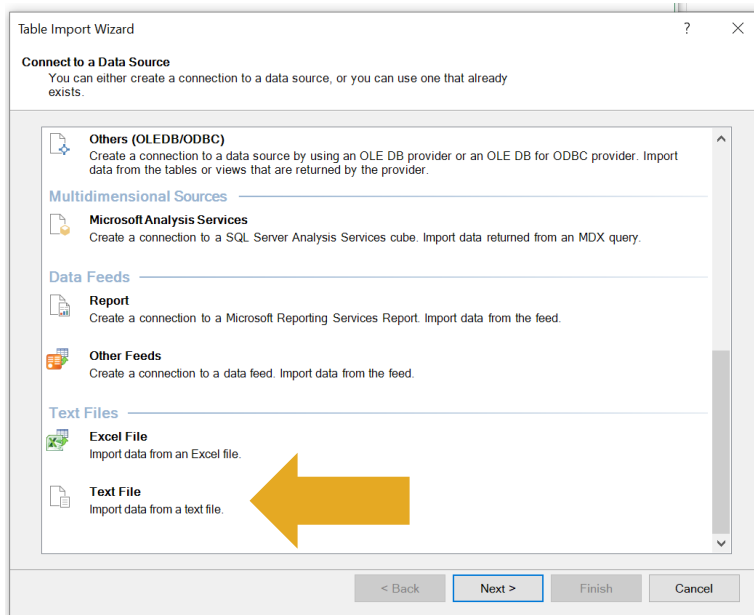 Table Import Wizard
?
Connect to a Data Source
You can either create a connection to a data source, or you can use one that already
exists.
Others (OLEDB/ODBC)
Create a connection to a data source by using an OLE DB provider or an OLE DB for ODBC provider. Import
data from the tables or views that are returned by the provider.
Multidimensional Sources
Microsoft Analysis Services
Create a connection to a SQL Server Analysis Services cube. Import data returned from an MDX query.
Data Feeds
Report
Create a connection to a Microsoft Reporting Services Report. Import data from the feed.
Other Feeds
Create a connection to a data feed. Import data from the feed.
Text Files
Excel File
Import data from an Excel file.
Text File
Import data from a text file.
< Back Next > Finish Cancel